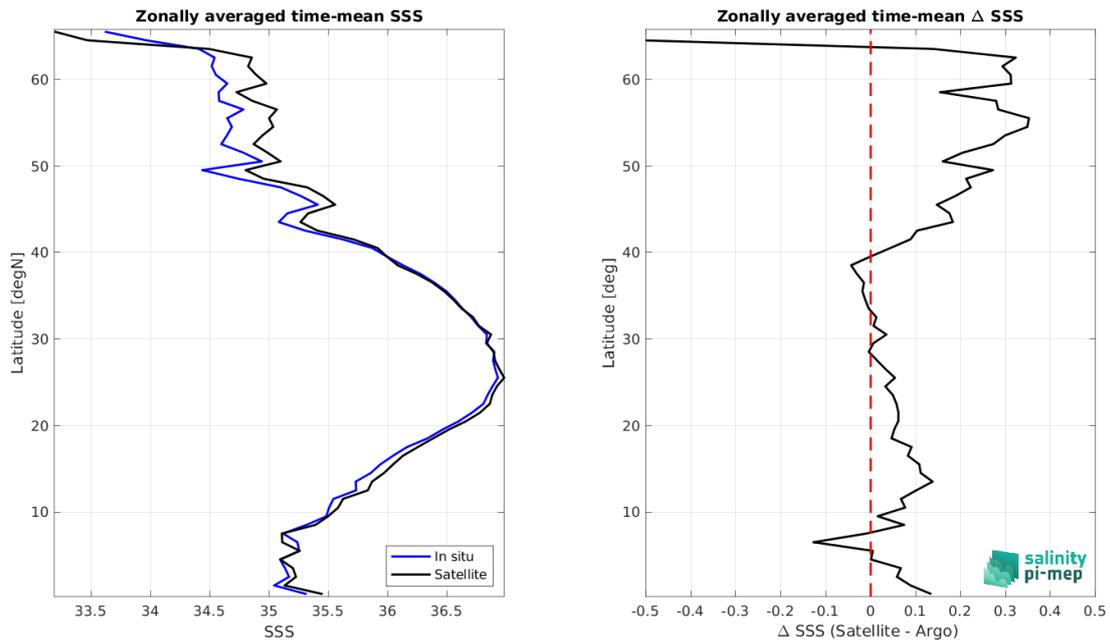 Zonally averaged time-mean SSS
60
50
40
30
20
10
Latitude [degN]
33.5 34 34.5 35 35.5 36 36.5
SSS
In situ
Satellite
Zonally averaged time-mean Δ SSS
60
50
40
30
20
10
Latitude [deg]
-0.5 -0.4 -0.3 -0.2 -0.1 0 0.1 0.2 0.3 0.4 0.5
Δ SSS (Satellite - Argo)
salinity
pi-mep